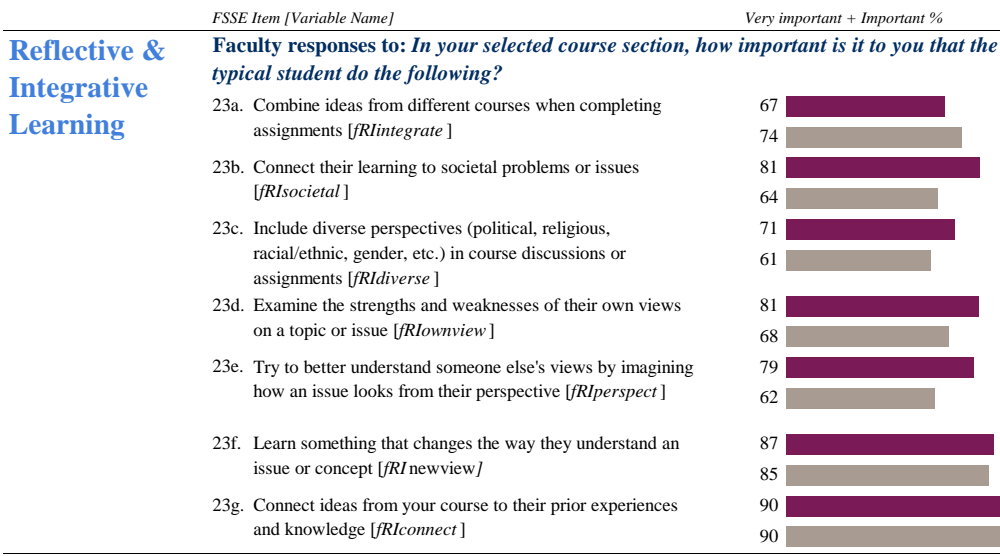 FSSE Item [Variable Name] Very important + Important %
Reflective &
Integrative
Learning
Faculty responses to: In your selected course section, how important is it to you that the
typical student do the following?
23a. Combine ideas from different courses when completing 67
assignments [fRIintegrate ] 74
23b. Connect their learning to societal problems or issues 81
[fRIsocietal ] 64
23c. Include diverse perspectives (political, religious, 71
racial/ethnic, gender, etc.) in course discussions or 61
assignments [fRIdiverse ]
23d. Examine the strengths and weaknesses of their own views 81
on a topic or issue [fRIownview ] 68
23e. Try to better understand someone else's views by imagining 79
how an issue looks from their perspective [fRIperspect ] 62
23f. Learn something that changes the way they understand an 87
issue or concept [fRI newview] 85
23g. Connect ideas from your course to their prior experiences 90
and knowledge [fRIconnect ] 90